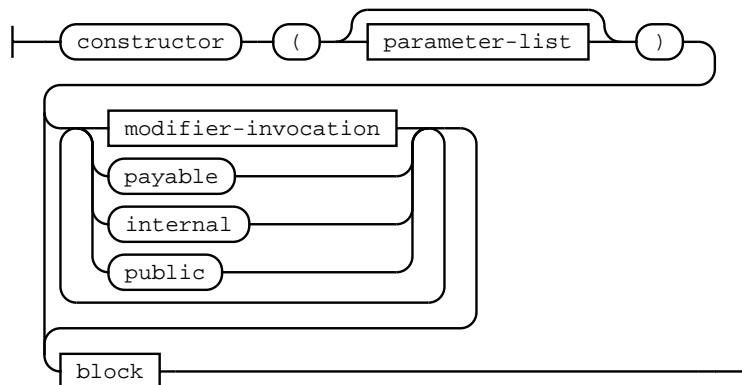 constructor ( parameter-list )
modifier-invocation
payable
internal
public
block